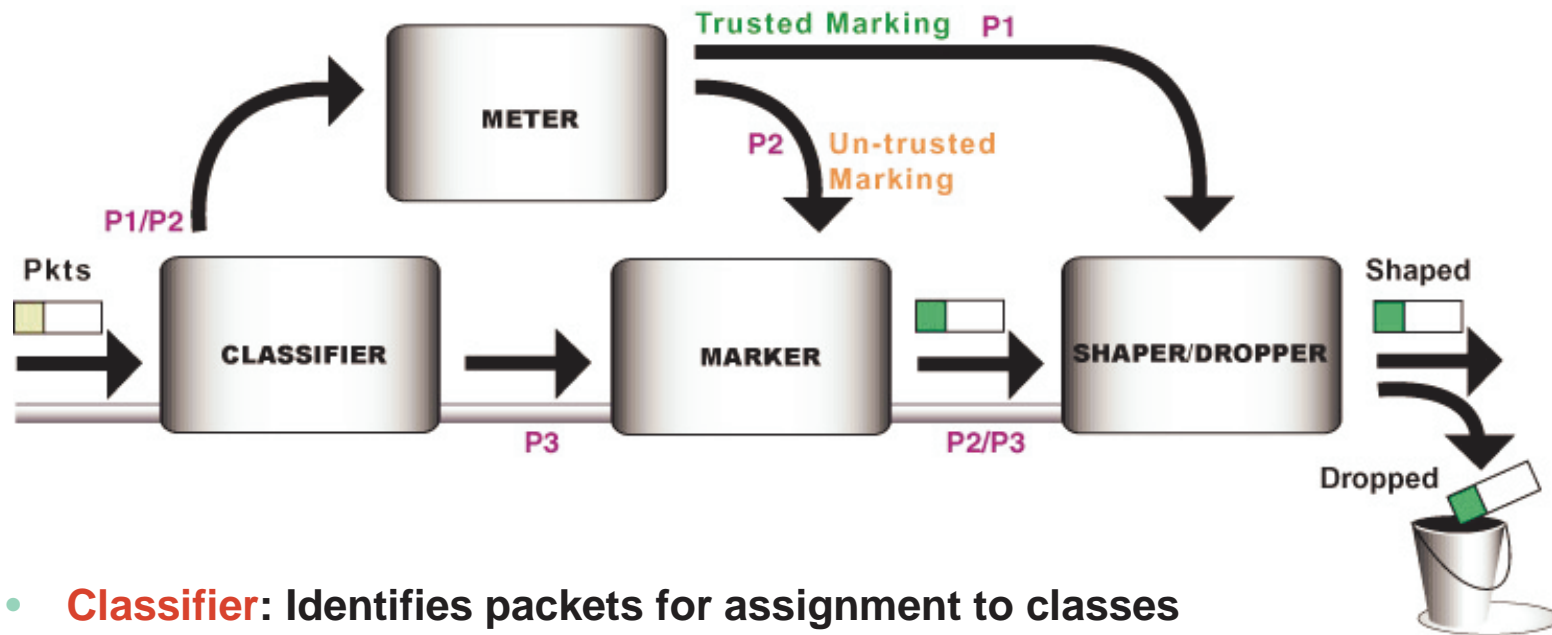 Trusted Marking P1
METER
P2 Un-trusted
Marking
P1/P2
Pkts
Shaped
CLASSIFIER
MARKER
SHAPER/DROPPER
P3
P2/P3
Dropped
• Classifier: Identifies packets for assignment to classes